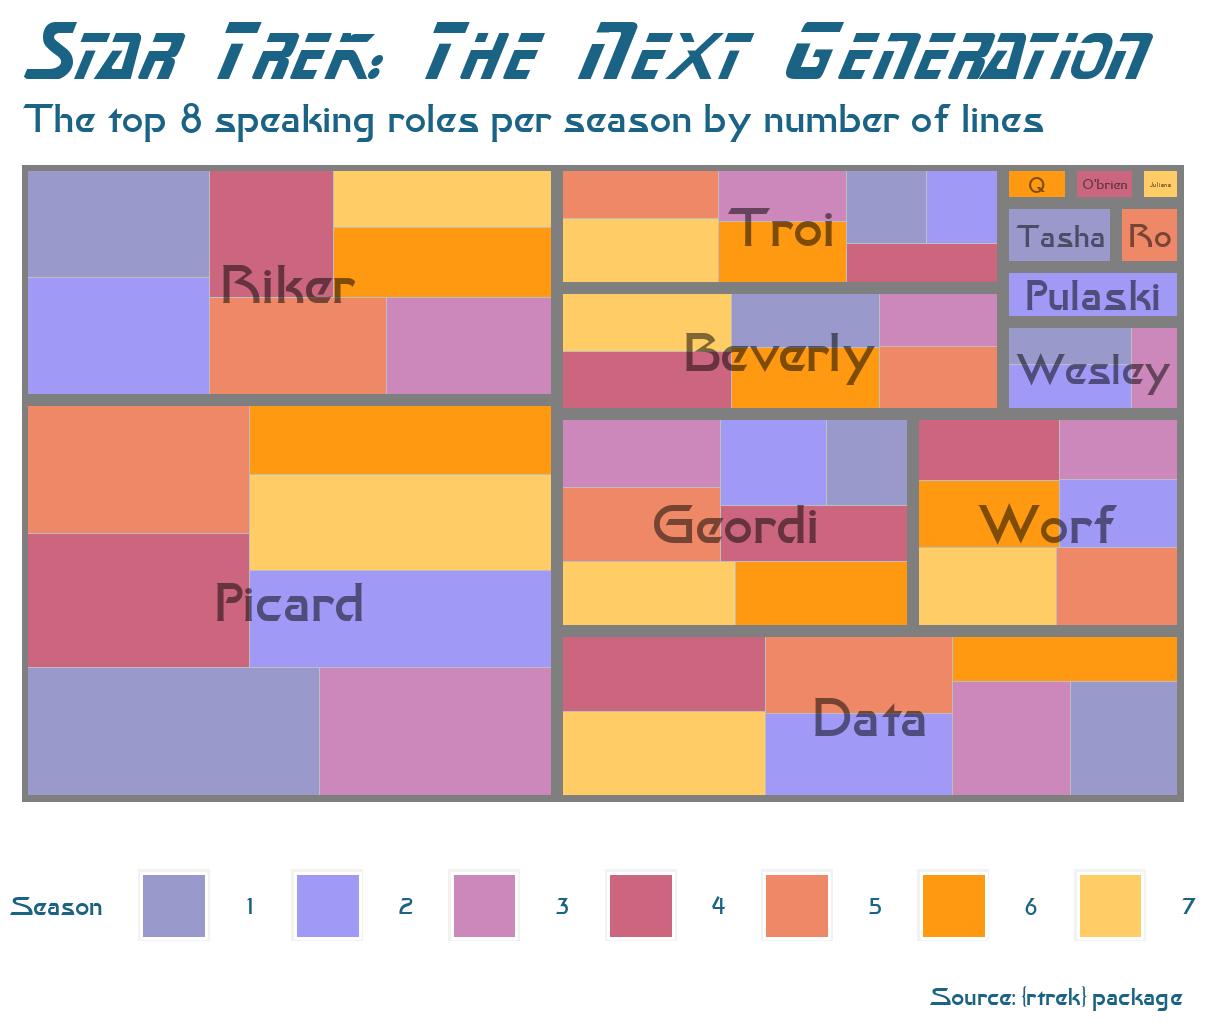 Star Trek: The Next Generation
The top 8 speaking roles per season by number of lines
Riker
Troi
Q
O'brien
Juliana
Tasha
Ro
Pulaski
Beverly
Wesley
Picard
Geordi
Worf
Data
Season 1 2 3 4 5 6 7
Source: {rtrek} package